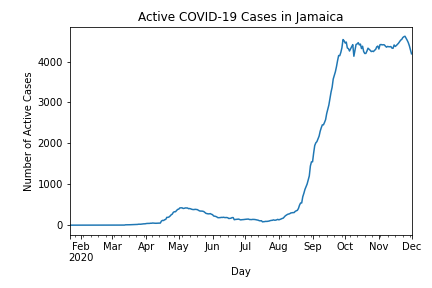 Active COVID-19 Cases in Jamaica
Number of Active Cases
4000
3000
2000
1000
0
Feb Mar Apr May Jun Jul Aug Sep Oct Nov Dec
2020
Day